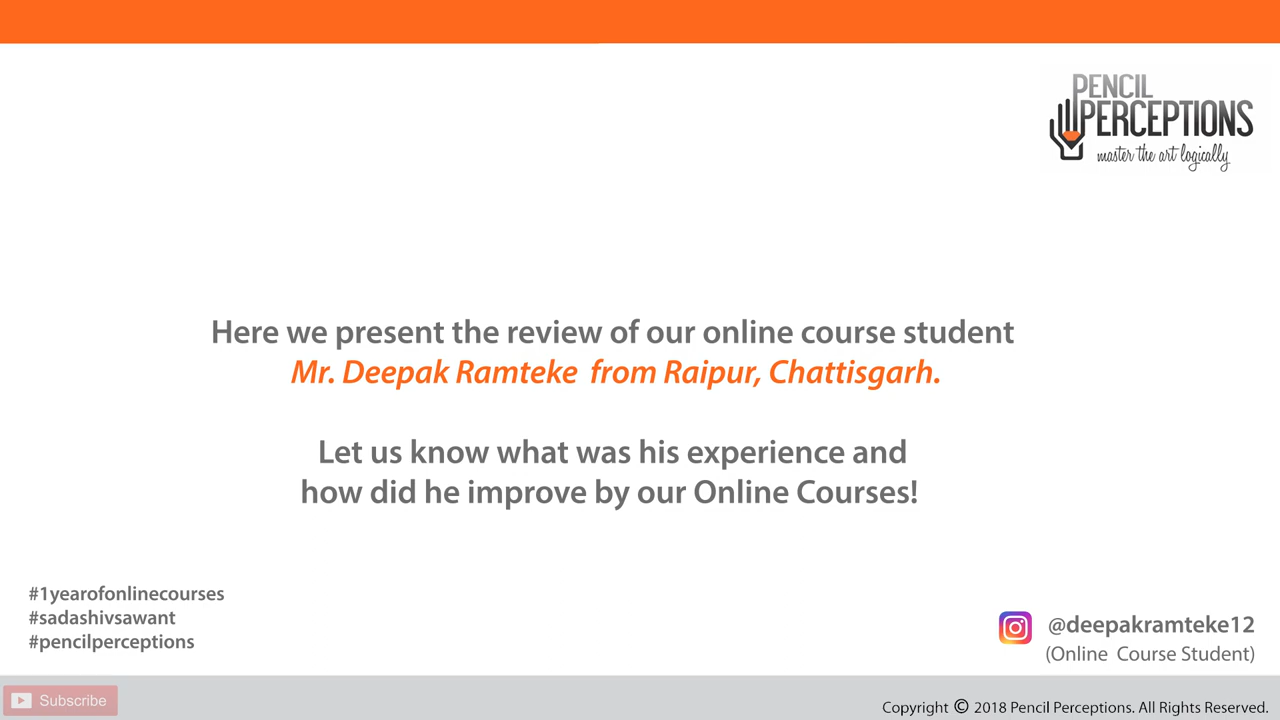 PENCIL
PERCEPTIONS
master the art logically
Here we present the review of our online course student
Mr. Deepak Ramteke from Raipur, Chattisgarh.
Let us know what was his experience and
how did he improve by our Online Courses!
#1yearofonlinecourses
#sadashivsawant
#pencilperceptions
@deepakramteke12
(Online Course Student)
Subscribe
Copyright © 2018 Pencil Perceptions. All Rights Reserved.